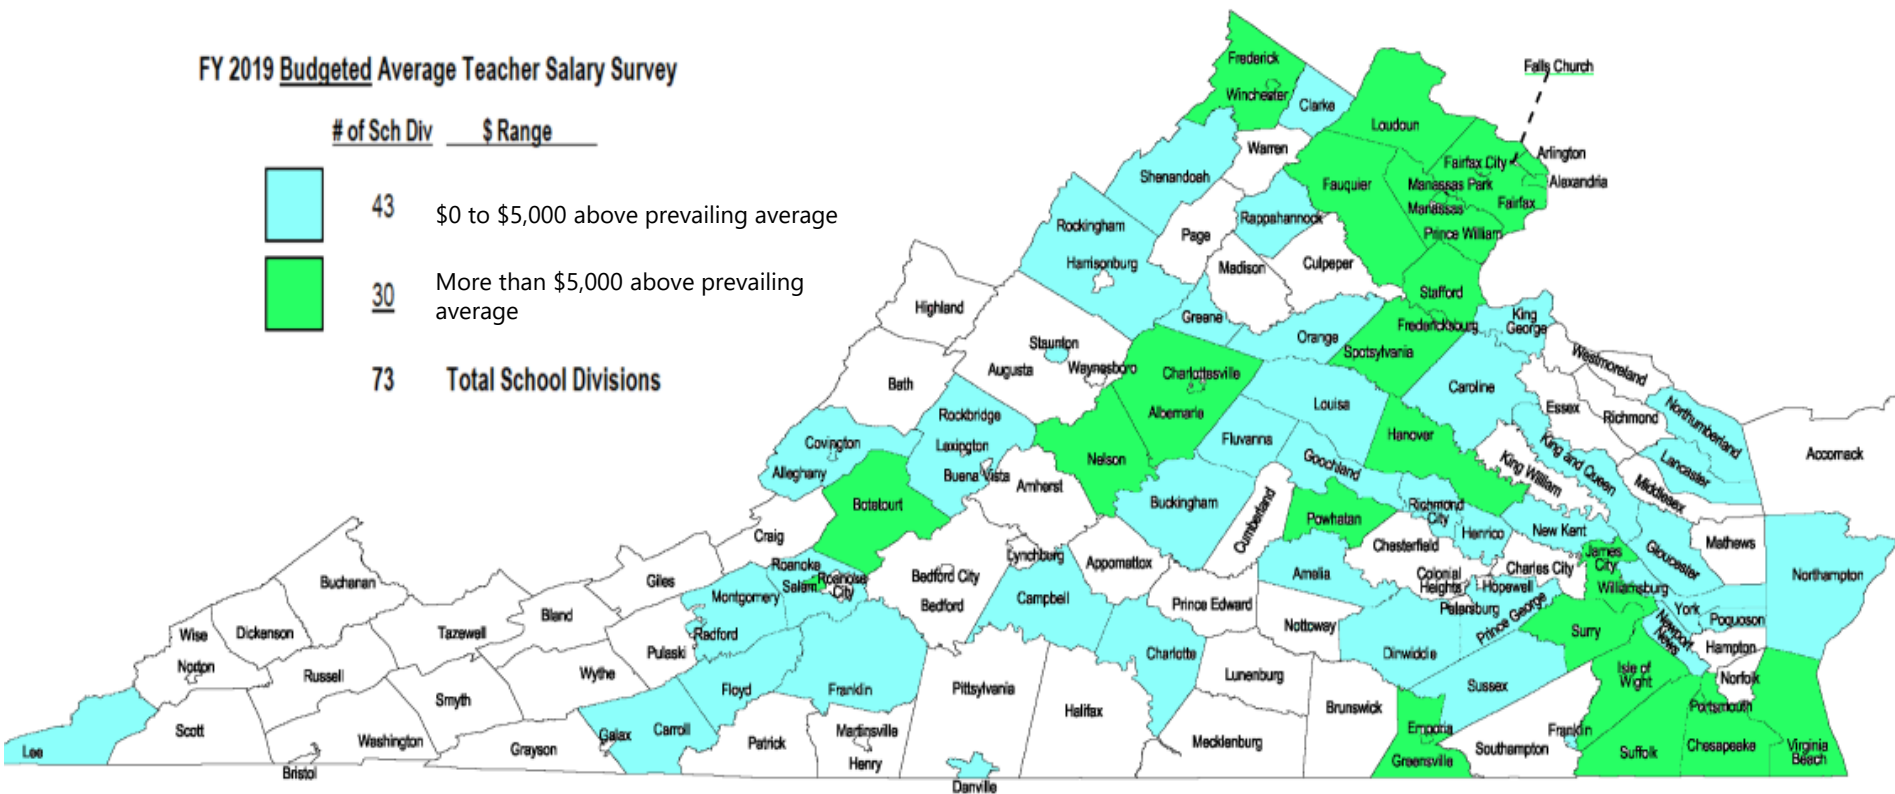 FY 2019 Budgeted Average Teacher Salary Survey
# of Sch Div $ Range
43 $0 to $5,000 above prevailing average
30 More than $5,000 above prevailing
average
73 Total School Divisions
Frederick
Winchester
Clarke
Falls Church
Loudoun
Warren
Fairfax City
Arlington
Shenandoah
Fauquier
Manassas Park
Alexandria
Manassas
Fairfax
Rappahannock
Rockingham
Page
Prince William
Harrisonburg
Madison
Culpeper
Stafford
Highland
Greene
Orange
Fredericksburg
King
George
Staunton
Spotsylvania
Westmoreland
Augusta
Waynesboro
Charlottesville
Bath
Caroline
Albemarle
Louisa
Essex
Richmond
Northumberland
Rockbridge
Covington
Lexington
Fluvanna
Hanover
Alleghany
Buena Vista
Nelson
Goochland
King William
King and Queen
Lancaster
Accomack
Amherst
Middlesex
Botetourt
Buckingham
Cumberland
Powhatan
Richmond
City
Henrico
New Kent
Craig
Chesterfield
Mathews
Lynchburg
Appomattox
James
City
Gloucester
Roanoke
Buchanan
Giles
Salem
Roanoke
City
Bedford City
Amelia
Colonial
Heights
Charles City
Northampton
Montgomery
Bedford
Campbell
Hopewell
Williamsburg
Prince Edward
Petersburg
Prince George
York
Poquoson
Bland
Wise
Dickenson
Tazewell
Radford
Nottoway
Surry
Newport
News
Hampton
Norton
Pulaski
Charlotte
Dinwiddie
Russell
Wythe
Lunenburg
Isle of
Wight
Norfolk
Floyd
Franklin
Pittsylvania
Sussex
Smyth
Halifax
Brunswick
Portsmouth
Scott
Galax
Carroll
Martinsville
Emporia
Franklin
Lee
Washington
Grayson
Patrick
Henry
Mecklenburg
Southampton
Suffolk
Chesapeake
Virginia
Beach
Greensville
Bristol
Danville